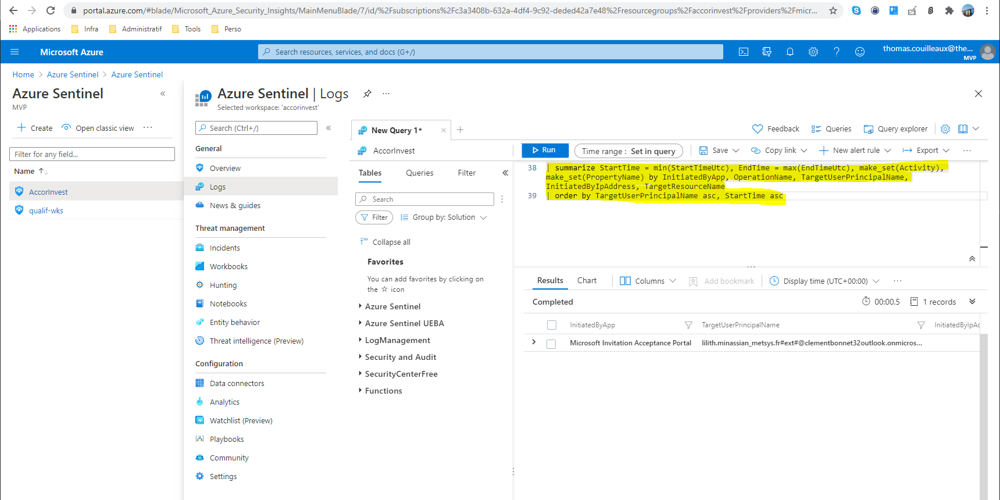 portal.azure.com/#blade/Microsoft_Azure_Security_Insights/MainMenuBlade/7/id/%2Fsubscriptions%2Fc3a3408b-632a-4df4-9c92-deded42a7e48%2Fresourcegroups%2Faccorinvest%2Fproviders%2Fmicr...
Applications Infra Administratif Tools Perso
Microsoft Azure
Search resources, services, and docs (G+/)
thomas.couilleaux@the...
MVP
Home > Azure Sentinel > Azure Sentinel
Azure Sentinel
MVP
Create Open classic view ...
Filter for any field...
Name
AccorInvest
qualif-wks
Azure Sentinel | Logs ...
Selected workspace: 'accorinvest'
Search (Ctrl+/)
General
Overview
Logs
News & guides
Threat management
Incidents
Workbooks
Hunting
Notebooks
Entity behavior
Threat intelligence (Preview)
Configuration
Data connectors
Analytics
Watchlist (Preview)
Playbooks
Community
Settings
New Query 1*
Feedback Queries Query explorer
AccorInvest
Run Time range : Set in query Save Copy link New alert rule Export ...
Tables Queries Filter
Search
Filter Group by: Solution
Collapse all
Favorites
You can add favorites by clicking on
the ☆ icon
Azure Sentinel
Azure Sentinel UEBA
LogManagement
Security and Audit
SecurityCenterFree
Functions
38 | summarize StartTime = min(StartTimeUtc), EndTime = max(EndTimeUtc), make_set(Activity),
make_set(PropertyName) by InitiatedByApp, OperationName, TargetUserPrincipalName,
InitiatedByIpAddress, TargetResourceName
39 | order by TargetUserPrincipalName asc, StartTime asc
Results Chart Columns Add bookmark Display time (UTC+00:00) ...
Completed 00:00.5 1 records
InitiatedByApp TargetUserPrincipalName InitiatedByIpAc
Microsoft Invitation Acceptance Portal lilith.minassian_metsys.fr#ext#@clementbonnet32outlook.onmicros...